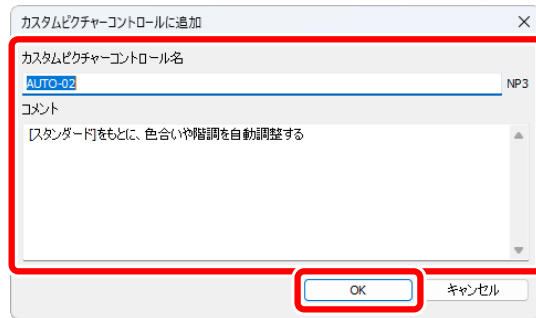 カスタムピクチャーコントロールに追加
カスタムピクチャーコントロール名
AUTO-02 NP3
コメント
[スタンダード]をもとに、色合いや階調を自動調整する
OK キャンセル